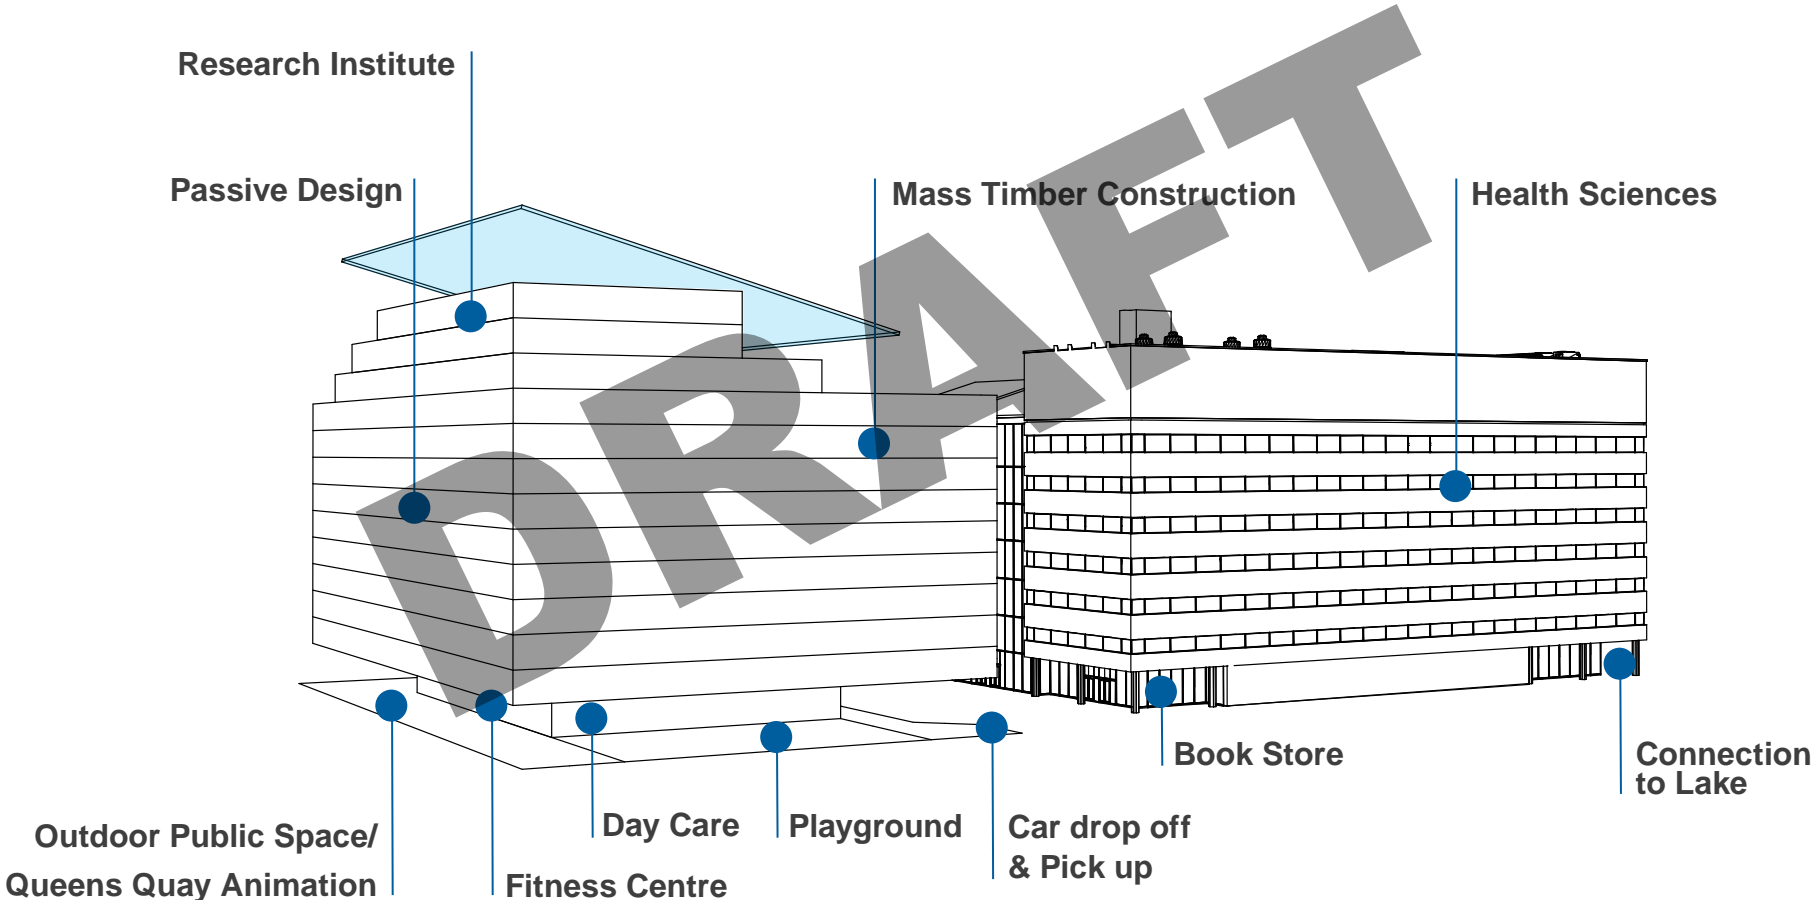 Research Institute
Passive Design
Mass Timber Construction
Health Sciences
DRAFT
Book Store
Connection
to Lake
Day Care
Playground
Car drop off
& Pick up
Outdoor Public Space/
Queens Quay Animation
Fitness Centre